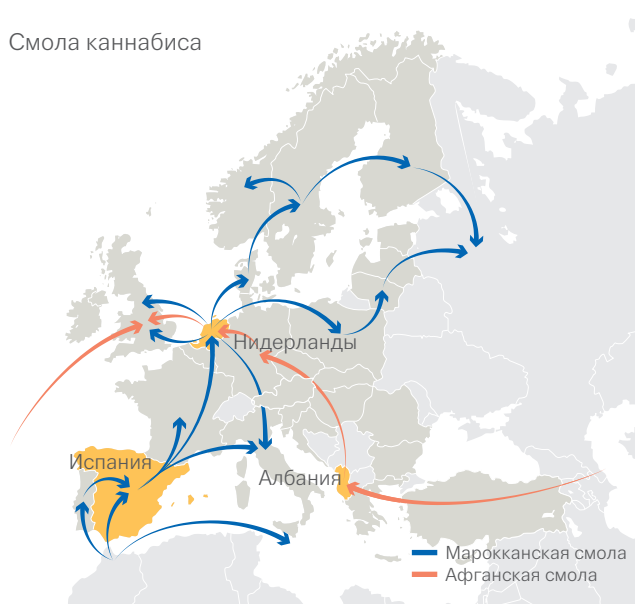 Смола каннабиса
Нидерланды
Испания
Албания
Марокканская смола
Афганская смола